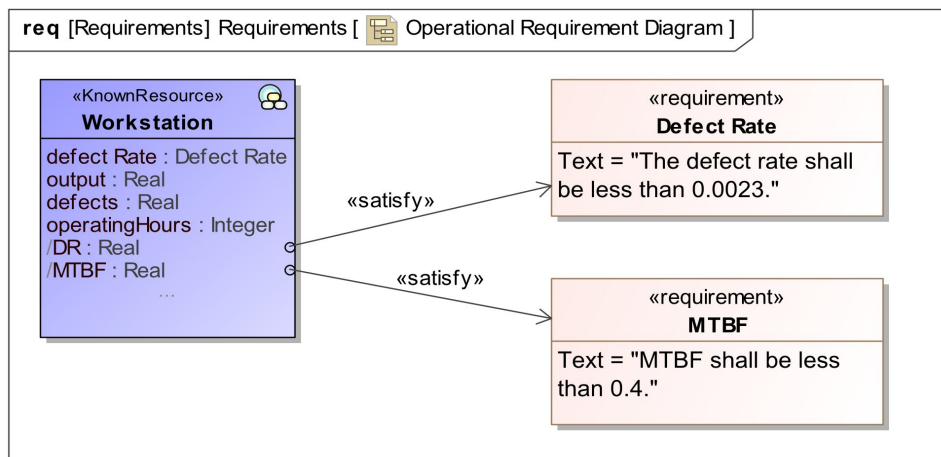 req [Requirements] Requirements [ Operational Requirement Diagram ]
«KnownResource»
Workstation
defect Rate : Defect Rate
output : Real
defects : Real
operatingHours : Integer
/DR : Real
/MTBF : Real
...
«satisfy»
«satisfy»
«requirement»
Defect Rate
Text = "The defect rate shall
be less than 0.0023."
«requirement»
MTBF
Text = "MTBF shall be less
than 0.4."